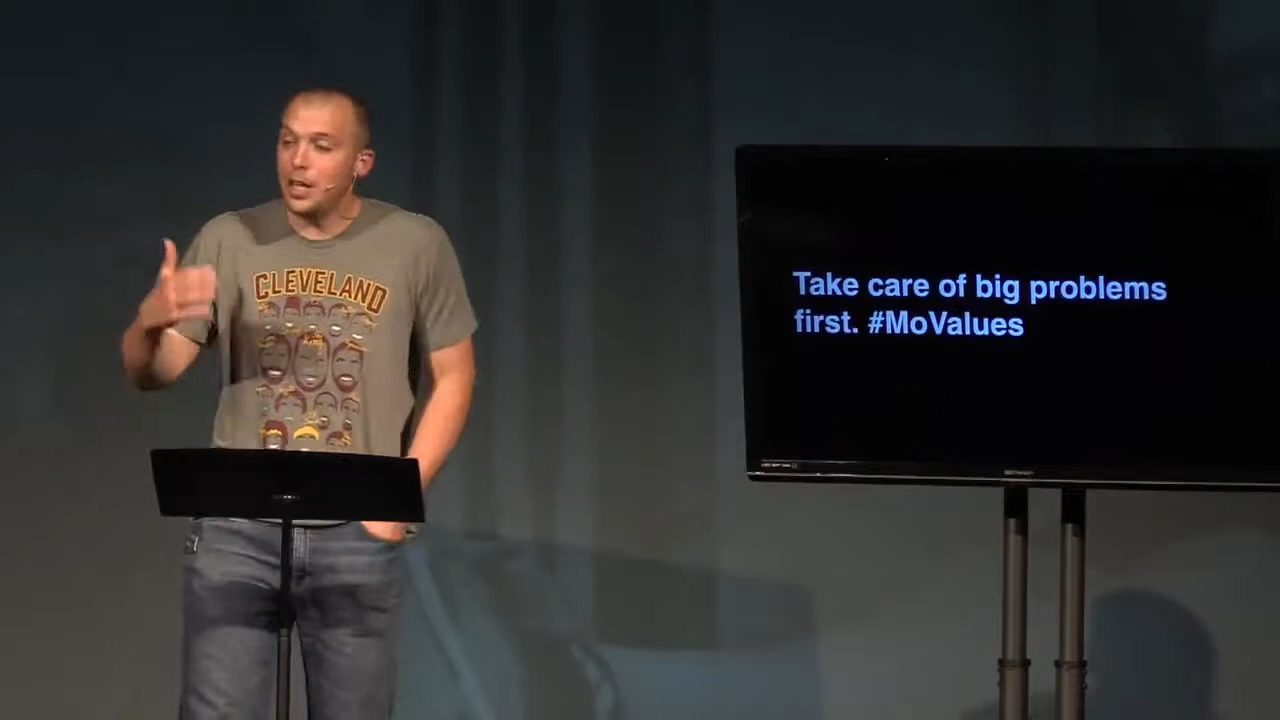 CLEVELAND
Take care of big problems
first. #MoValues